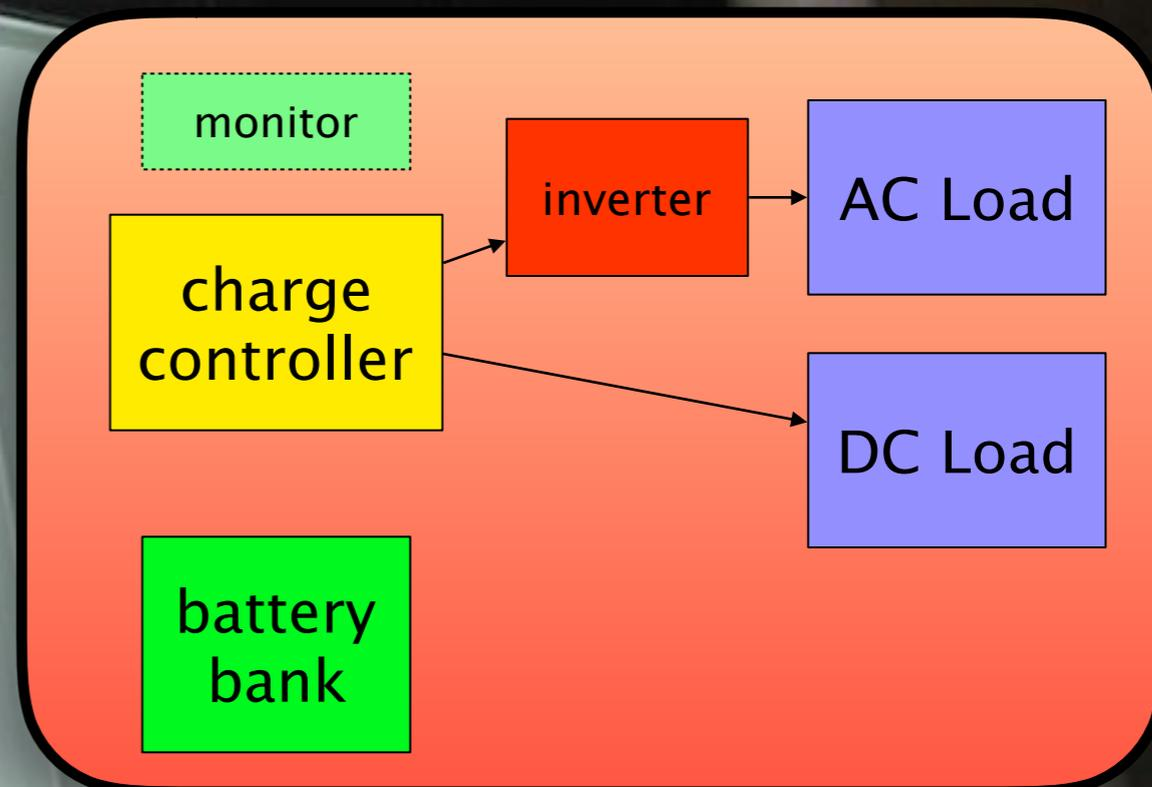 monitor
inverter
AC Load
charge
controller
DC Load
battery
bank